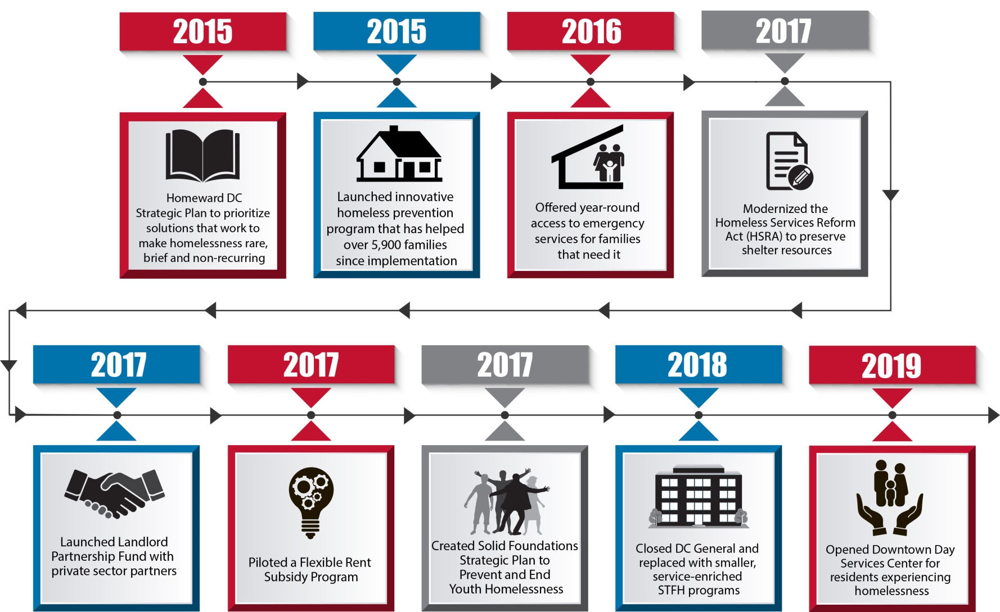 2015
2015
2016
2017
Homeward DC
Strategic Plan to prioritize
solutions that work to
make homelessness rare,
brief and non-recurring
Launched innovative
homeless prevention
program that has helped
over 5,900 families
since implementation
Offered year-round
access to emergency
services for families
that need it
Modernized the
Homeless Services Reform
Act (HSRA) to preserve
shelter resources
2017
2017
2017
2018
2019
Launched Landlord
Partnership Fund with
private sector partners
Piloted a Flexible Rent
Subsidy Program
Created Solid Foundations
Strategic Plan to
Prevent and End
Youth Homelessness
Closed DC General and
replaced with smaller,
service-enriched
STFH programs
Opened Downtown Day
Services Center for
residents experiencing
homelessness